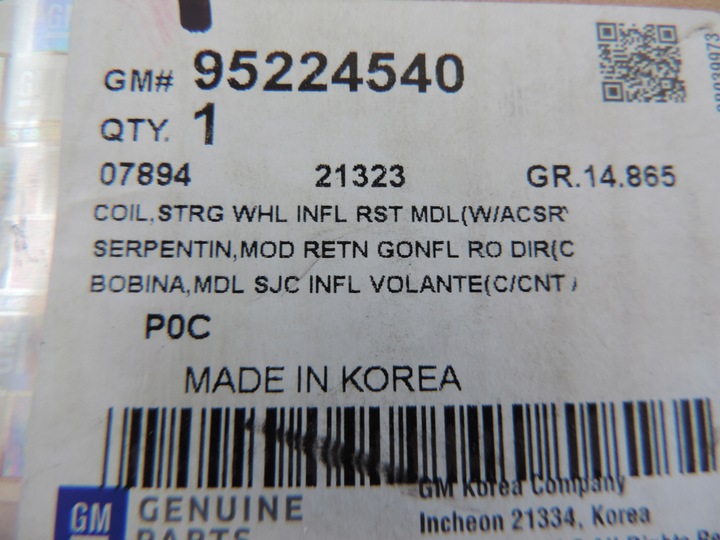 GM# 95224540
QTY. 1
07894 21323 GR.14.865
COIL,STRG WHL INFL RST MDL(W/ACSR
SERPENTIN,MOD RETN GONFL RO DIR(C
BOBINA,MDL SJC INFL VOLANTE(C/CNT
P0C
MADE IN KOREA
GM GENUINE
PARTS
GM Korea Company
Incheon 21334, Korea